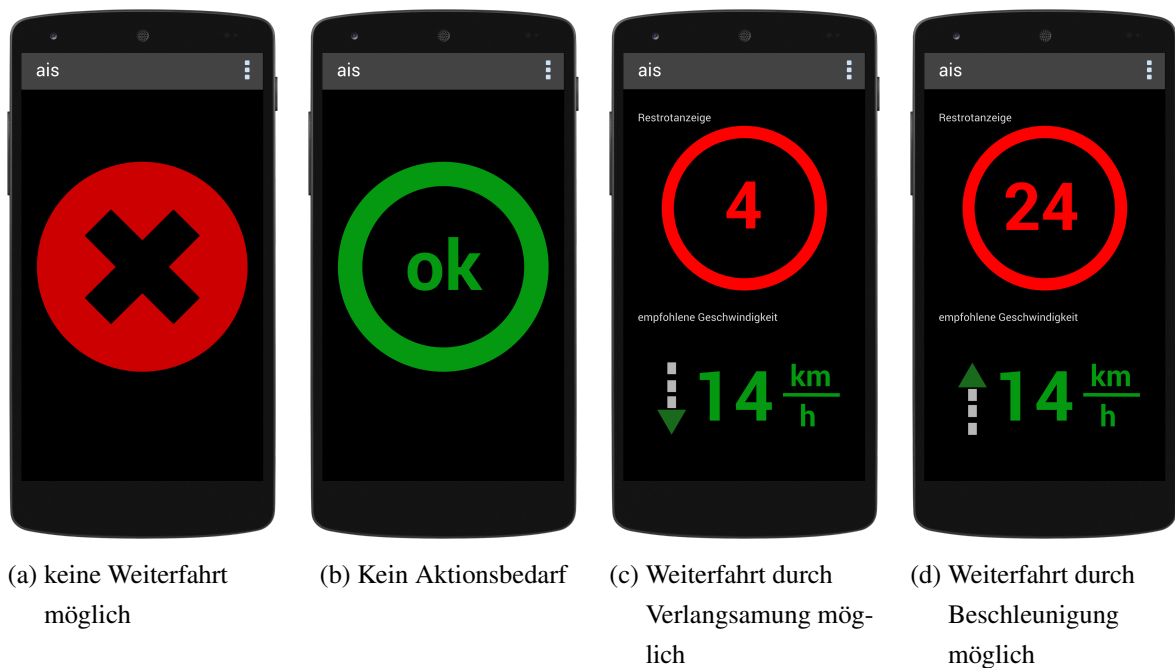 ais
ok
ais
ais
Restrotanzeige
4
empfohlene Geschwindigkeit
14 km/h
ais
Restrotanzeige
24
empfohlene Geschwindigkeit
14 km/h
(a) keine Weiterfahrt
möglich
(b) Kein Aktionsbedarf
(c) Weiterfahrt durch
Verlangsamung mög-
lich
(d) Weiterfahrt durch
Beschleunigung
möglich